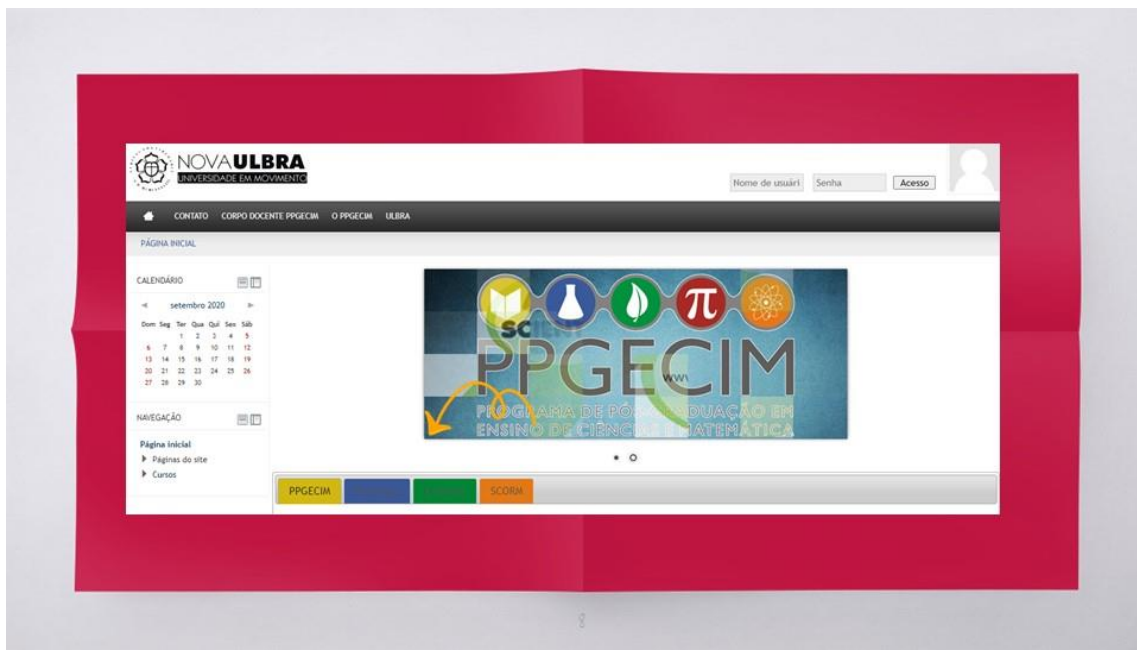 NOVAULBRA
UNIVERSIDADE EM MOVIMENTO
Nome de usuári
Senha
Acesso
CONTATO CORPO DOCENTE PPGECIM O PPGECIM ULBRA
PÁGINA INICIAL
CALENDÁRIO
setembro 2020
Dom Seg Ter Qua Qui Sex Sáb
1 2 3 4 5
6 7 8 9 10 11 12
13 14 15 16 17 18 19
20 21 22 23 24 25 26
27 28 29 30
NAVEGAÇÃO
Página inicial
Páginas do site
Cursos
π
SCIENT
PPGECIM
www
PROGRAMA DE PÓS-GRADUAÇÃO EM
ENSINO DE CIÊNCIAS E MATEMÁTICA
PPGECIM
SCORM